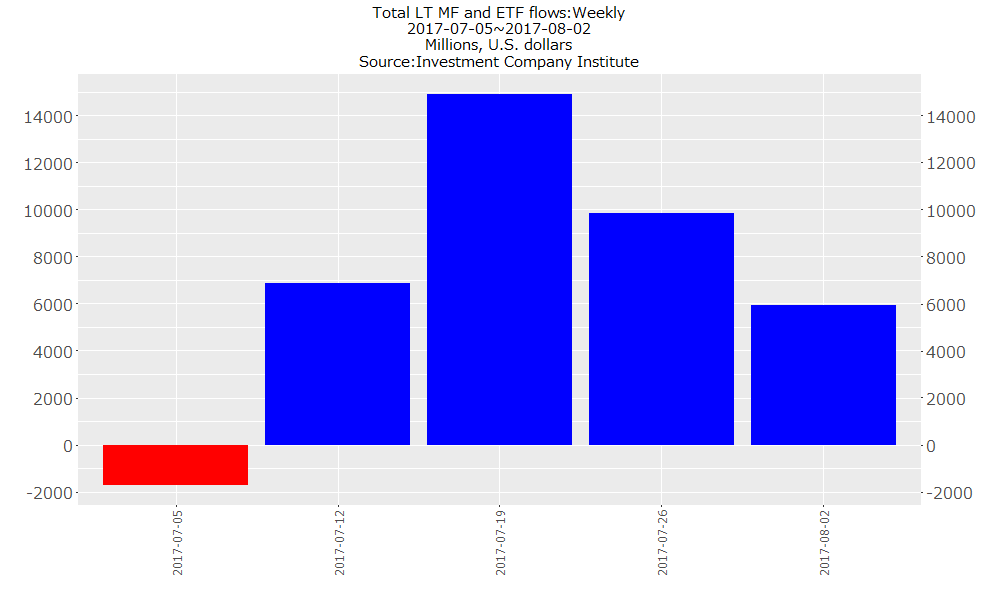 Total LT MF and ETF flows:Weekly
2017-07-05~2017-08-02
Millions, U.S. dollars
Source:Investment Company Institute
14000 14000
12000 12000
10000 10000
8000 8000
6000 6000
4000 4000
2000 2000
0 0
-2000 -2000
2017-07-05 2017-07-12 2017-07-19 2017-07-26 2017-08-02